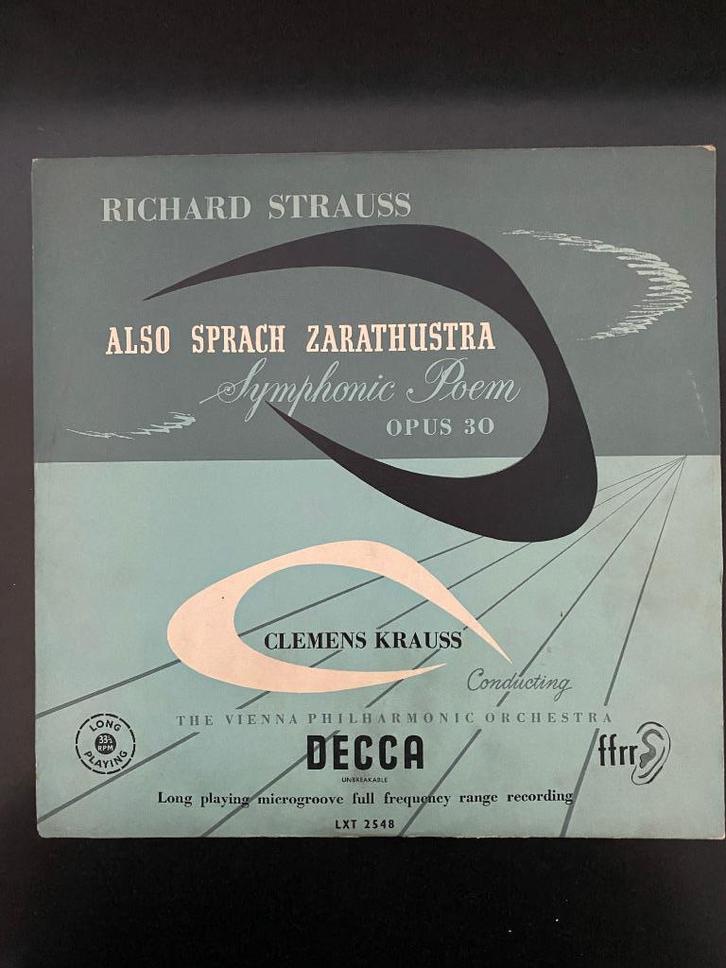 RICHARD STRAUSS
ALSO SPRACH ZARATHUSTRA
Symphonic Poem
OPUS 30
CLEMENS KRAUSS
Conducting
THE VIENNA PHILHARMONIC ORCHESTRA
LONG
33⅓
RPM
PLAYING
DECCA
ffrr
UNBREAKABLE
Long playing microgroove full frequency range recording
LXT 2548